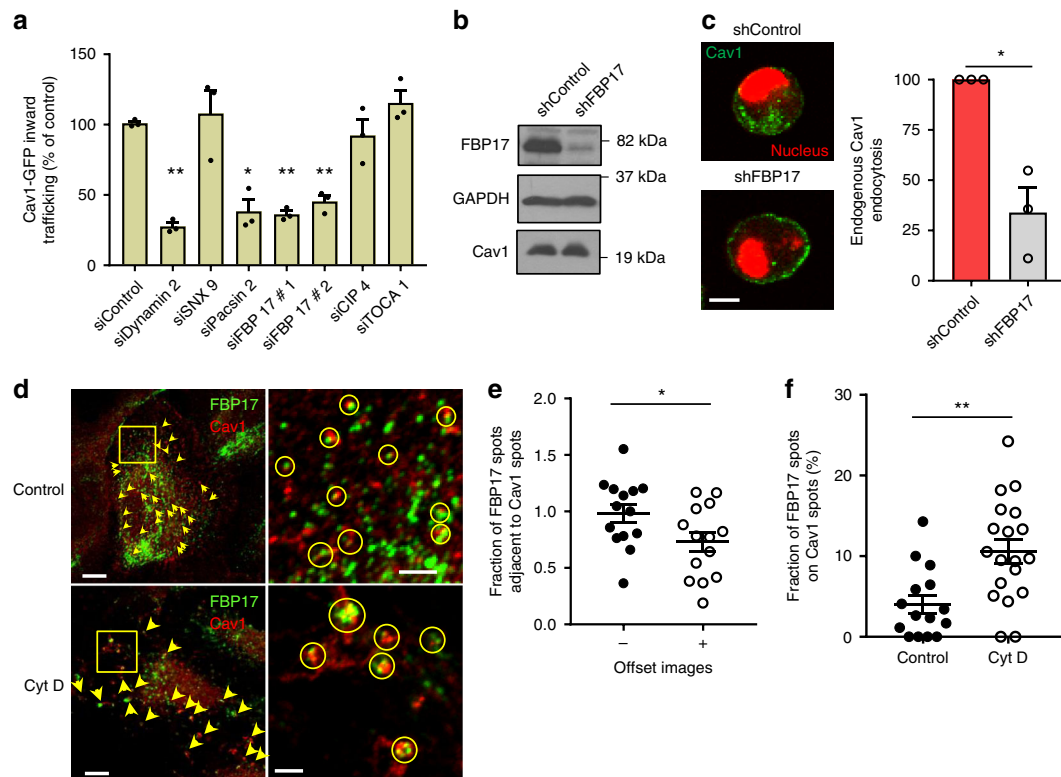 a
Cav1-GFP inward
trafficking (% of control)
150
100
50
0
siControl
siDynamin 2
siSNX 9
siPacsin 2
siFBP 17 # 1
siFBP 17 # 2
siCIP 4
siTOCA 1
**
*
**
**
b
shControl
shFBP17
FBP17
82 kDa
37 kDa
GAPDH
Cav1
19 kDa
c
shControl
Cav1
Nucleus
shFBP17
Endogenous Cav1
endocytosis
100
75
50
25
0
*
shControl
shFBP17
d
Control
FBP17
Cav1
Cyt D
FBP17
Cav1
e
Fraction of FBP17 spots
adjacent to Cav1 spots
2.0
1.5
1.0
0.5
0.0
*
– +
Offset images
f
Fraction of FBP17 spots
on Cav1 spots (%)
30
20
10
0
**
Control Cyt D